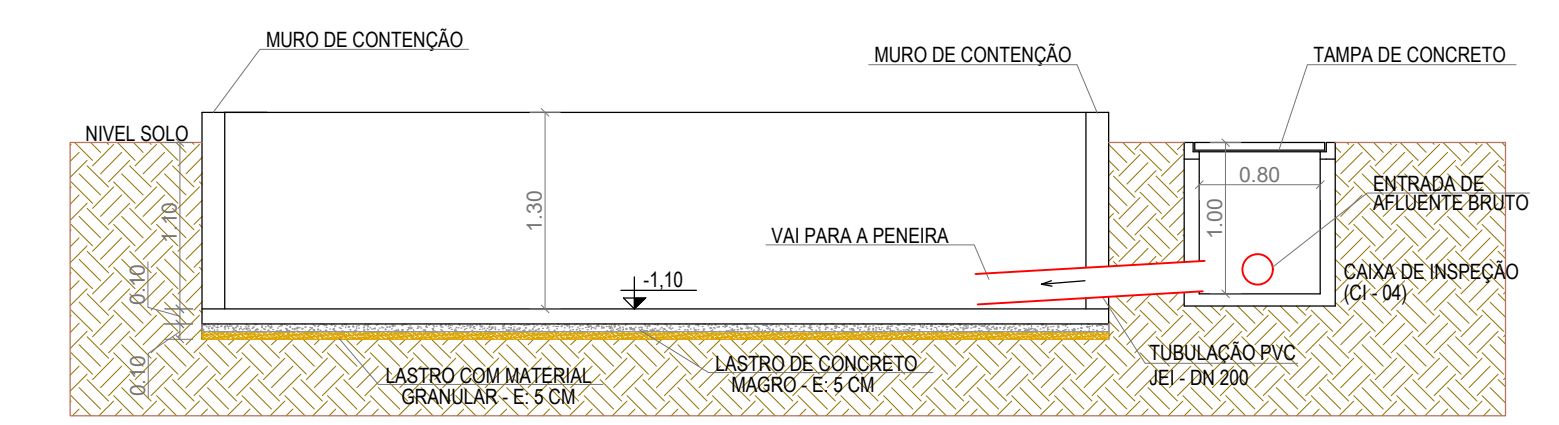 MURO DE CONTENÇÃO
MURO DE CONTENÇÃO
TAMPA DE CONCRETO
NIVEL SOLO
1.10
1.30
0.80
1.00
ENTRADA DE
AFLUENTE BRUTO
VAI PARA A PENEIRA
-1,10
CAIXA DE INSPEÇÃO
(CI - 04)
0.10
0.10
LASTRO COM MATERIAL
GRANULAR - E: 5 CM
LASTRO DE CONCRETO
MAGRO - E: 5 CM
TUBULAÇÃO PVC
JEI - DN 200